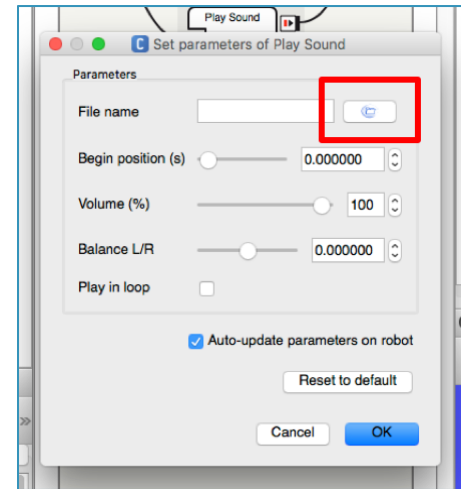 Play Sound
C Set parameters of Play Sound
Parameters
File name
Begin position (s) 0.000000
Volume (%) 100
Balance L/R 0.000000
Play in loop
Auto-update parameters on robot
Reset to default
Cancel OK